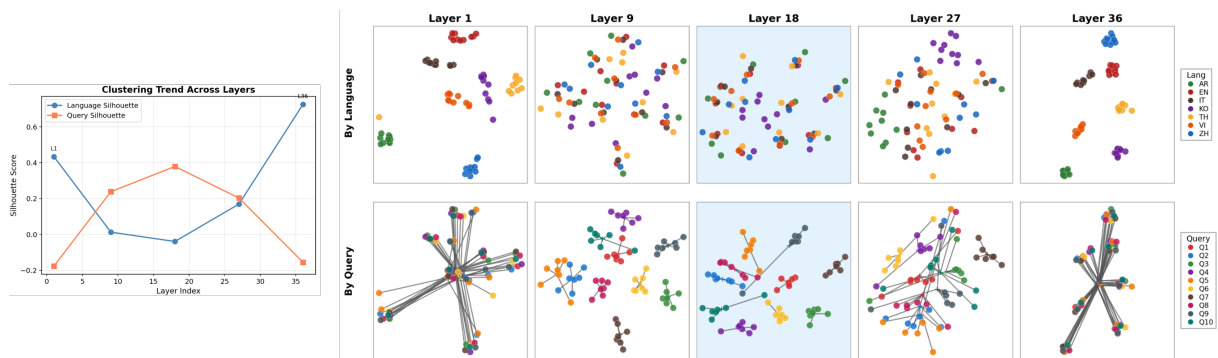 Clustering Trend Across Layers
Language Silhouette
Query Silhouette
L1
L36
Silhouette Score
0.6
0.4
0.2
0.0
−0.2
0 5 10 15 20 25 30 35
Layer Index
Layer 1 Layer 9 Layer 18 Layer 27 Layer 36
By Language
Lang
AR
EN
IT
KO
TH
VI
ZH
By Query
Query
Q1
Q2
Q3
Q4
Q5
Q6
Q7
Q8
Q9
Q10